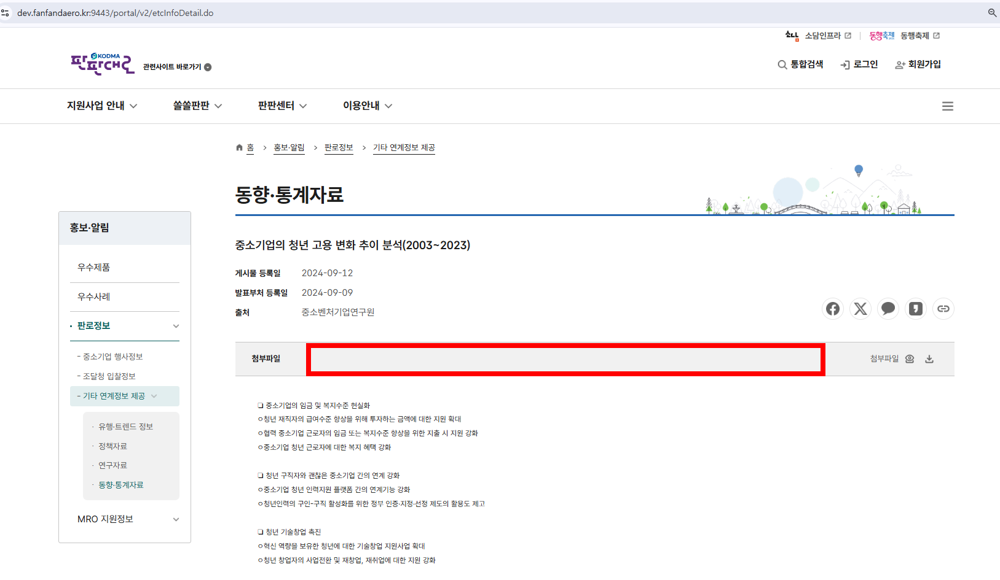 dev.fanfandaero.kr:9443/portal/v2/etcInfoDetail.do
소담 소담인프라 동행축제 동행축제
KODMA
판판대로 관련사이트 바로가기
통합검색 로그인 회원가입
지원사업 안내 쏠쏠판판 판판센터 이용안내
홈 > 홍보·알림 > 판로정보 > 기타 연계정보 제공
동향·통계자료
홍보·알림
우수제품
우수사례
· 판로정보
- 중소기업 행사정보
- 조달청 입찰정보
- 기타 연계정보 제공
· 유행·트렌드 정보
· 정책자료
· 연구자료
· 동향·통계자료
MRO 지원정보
중소기업의 청년 고용 변화 추이 분석(2003~2023)
게시물 등록일 2024-09-12
발표부처 등록일 2024-09-09
출처 중소벤처기업연구원
첨부파일 첨부파일
❏ 중소기업의 임금 및 복지수준 현실화
ㅇ청년 재직자의 급여수준 향상을 위해 투자하는 금액에 대한 지원 확대
ㅇ협력 중소기업 근로자의 임금 또는 복지수준 향상을 위한 지출 시 지원 강화
ㅇ중소기업 청년 근로자에 대한 복지 혜택 강화
❏ 청년 구직자와 괜찮은 중소기업 간의 연계 강화
ㅇ중소기업 청년 인력지원 플랫폼 간의 연계기능 강화
ㅇ청년인력의 구인-구직 활성화를 위한 정부 인증·지정·선정 제도의 활용도 제고
❏ 청년 기술창업 촉진
ㅇ혁신 역량을 보유한 청년에 대한 기술창업 지원사업 확대
ㅇ청년 창업자의 사업전환 및 재창업, 재취업에 대한 지원 강화